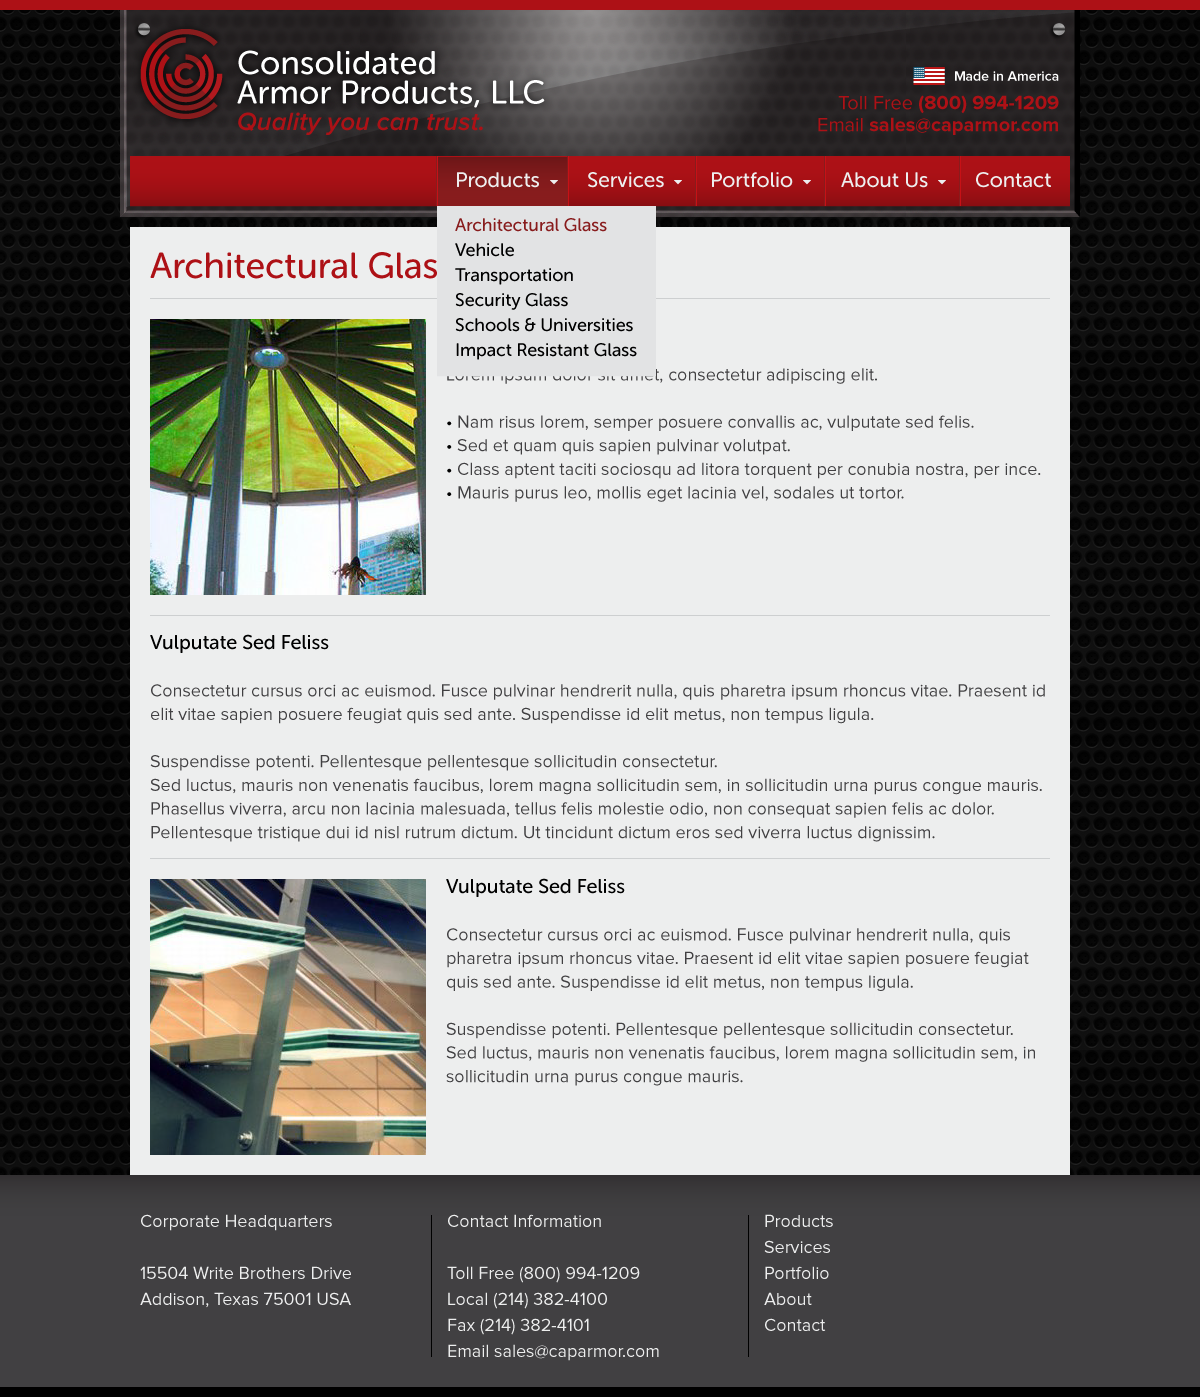 Consolidated
Armor Products, LLC
Quality you can trust.
Made in America
Toll Free (800) 994-1209
Email sales@caparmor.com
Products Services Portfolio About Us Contact
Architectural Glass
Vehicle
Transportation
Security Glass
Schools & Universities
Impact Resistant Glass
Architectural Glas
Lorem ipsum dolor sit amet, consectetur adipiscing elit.
• Nam risus lorem, semper posuere convallis ac, vulputate sed felis.
• Sed et quam quis sapien pulvinar volutpat.
• Class aptent taciti sociosqu ad litora torquent per conubia nostra, per ince.
• Mauris purus leo, mollis eget lacinia vel, sodales ut tortor.
Vulputate Sed Feliss
Consectetur cursus orci ac euismod. Fusce pulvinar hendrerit nulla, quis pharetra ipsum rhoncus vitae. Praesent id
elit vitae sapien posuere feugiat quis sed ante. Suspendisse id elit metus, non tempus ligula.
Suspendisse potenti. Pellentesque pellentesque sollicitudin consectetur.
Sed luctus, mauris non venenatis faucibus, lorem magna sollicitudin sem, in sollicitudin urna purus congue mauris.
Phasellus viverra, arcu non lacinia malesuada, tellus felis molestie odio, non consequat sapien felis ac dolor.
Pellentesque tristique dui id nisl rutrum dictum. Ut tincidunt dictum eros sed viverra luctus dignissim.
Vulputate Sed Feliss
Consectetur cursus orci ac euismod. Fusce pulvinar hendrerit nulla, quis
pharetra ipsum rhoncus vitae. Praesent id elit vitae sapien posuere feugiat
quis sed ante. Suspendisse id elit metus, non tempus ligula.
Suspendisse potenti. Pellentesque pellentesque sollicitudin consectetur.
Sed luctus, mauris non venenatis faucibus, lorem magna sollicitudin sem, in
sollicitudin urna purus congue mauris.
Corporate Headquarters
15504 Write Brothers Drive
Addison, Texas 75001 USA
Contact Information
Toll Free (800) 994-1209
Local (214) 382-4100
Fax (214) 382-4101
Email sales@caparmor.com
Products
Services
Portfolio
About
Contact